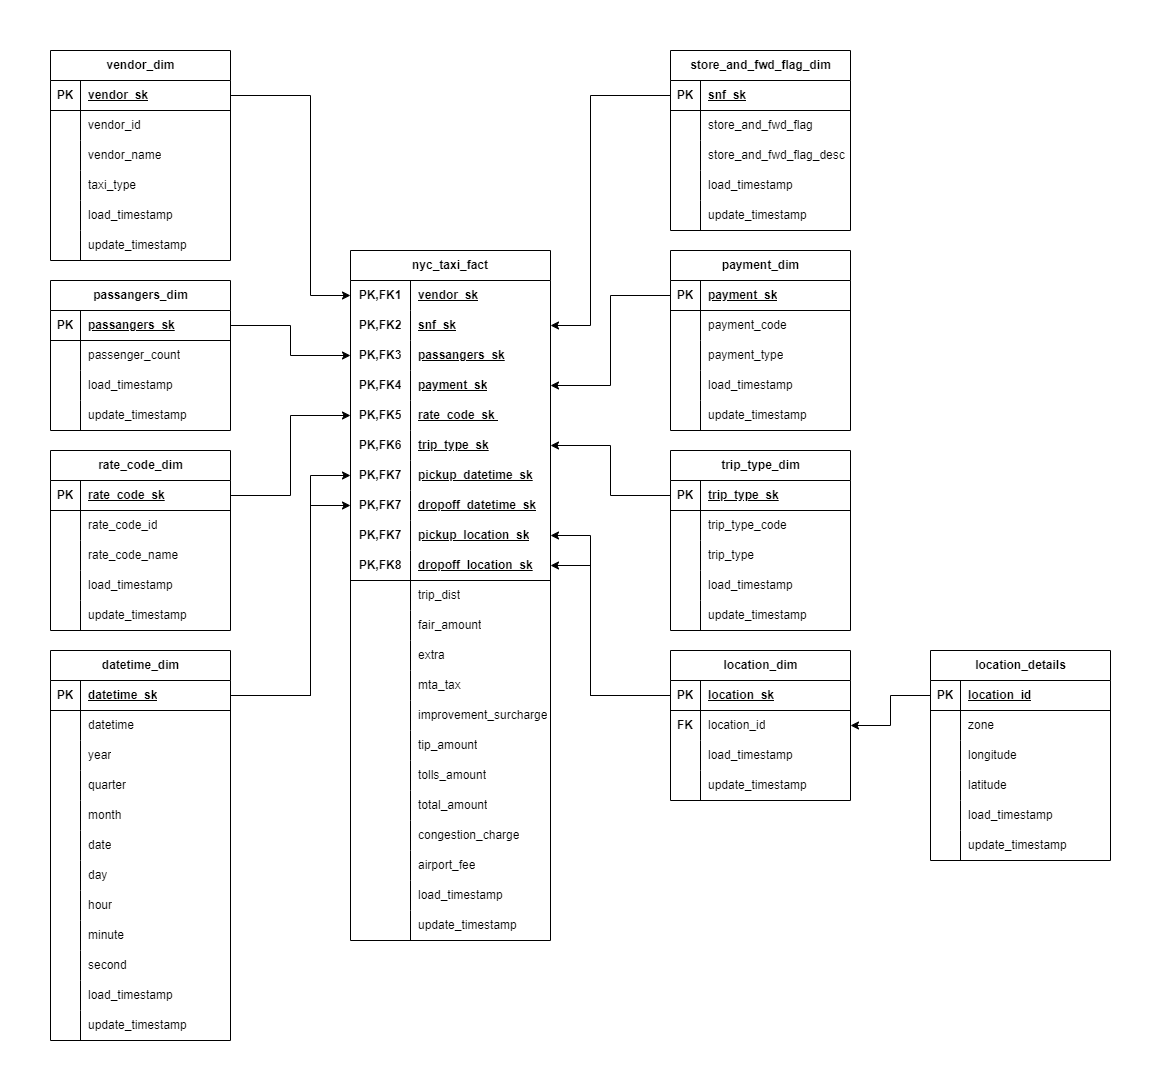 vendor_dim
PK vendor_sk
vendor_id
vendor_name
taxi_type
load_timestamp
update_timestamp
passangers_dim
PK passangers_sk
passenger_count
load_timestamp
update_timestamp
rate_code_dim
PK rate_code_sk
rate_code_id
rate_code_name
load_timestamp
update_timestamp
datetime_dim
PK datetime_sk
datetime
year
quarter
month
date
day
hour
minute
second
load_timestamp
update_timestamp
nyc_taxi_fact
PK,FK1 vendor_sk
PK,FK2 snf_sk
PK,FK3 passangers_sk
PK,FK4 payment_sk
PK,FK5 rate_code_sk
PK,FK6 trip_type_sk
PK,FK7 pickup_datetime_sk
PK,FK7 dropoff_datetime_sk
PK,FK7 pickup_location_sk
PK,FK8 dropoff_location_sk
trip_dist
fair_amount
extra
mta_tax
improvement_surcharge
tip_amount
tolls_amount
total_amount
congestion_charge
airport_fee
load_timestamp
update_timestamp
store_and_fwd_flag_dim
PK snf_sk
store_and_fwd_flag
store_and_fwd_flag_desc
load_timestamp
update_timestamp
payment_dim
PK payment_sk
payment_code
payment_type
load_timestamp
update_timestamp
trip_type_dim
PK trip_type_sk
trip_type_code
trip_type
load_timestamp
update_timestamp
location_dim
PK location_sk
FK location_id
load_timestamp
update_timestamp
location_details
PK location_id
zone
longitude
latitude
load_timestamp
update_timestamp